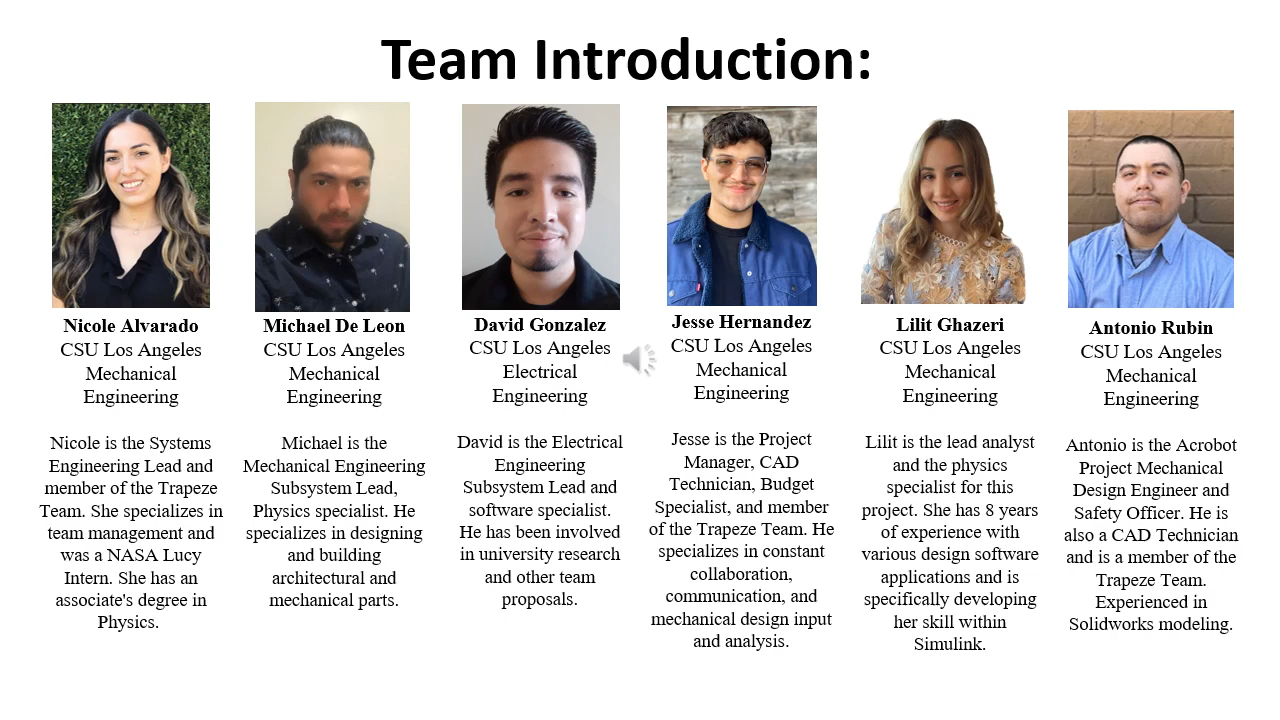 Team Introduction:
Nicole Alvarado
CSU Los Angeles
Mechanical
Engineering
Nicole is the Systems
Engineering Lead and
member of the Trapeze
Team. She specializes in
team management and
was a NASA Lucy
Intern. She has an
associate's degree in
Physics.
Michael De Leon
CSU Los Angeles
Mechanical
Engineering
Michael is the
Mechanical Engineering
Subsystem Lead,
Physics specialist. He
specializes in designing
and building
architectural and
mechanical parts.
David Gonzalez
CSU Los Angeles
Electrical
Engineering
David is the Electrical
Engineering
Subsystem Lead and
software specialist.
He has been involved
in university research
and other team
proposals.
Jesse Hernandez
CSU Los Angeles
Mechanical
Engineering
Jesse is the Project
Manager, CAD
Technician, Budget
Specialist, and member
of the Trapeze Team. He
specializes in constant
collaboration,
communication, and
mechanical design input
and analysis.
Lilit Ghazeri
CSU Los Angeles
Mechanical
Engineering
Lilit is the lead analyst
and the physics
specialist for this
project. She has 8 years
of experience with
various design software
applications and is
specifically developing
her skill within
Simulink.
Antonio Rubin
CSU Los Angeles
Mechanical
Engineering
Antonio is the Acrobot
Project Mechanical
Design Engineer and
Safety Officer. He is
also a CAD Technician
and is a member of the
Trapeze Team.
Experienced in
Solidworks modeling.